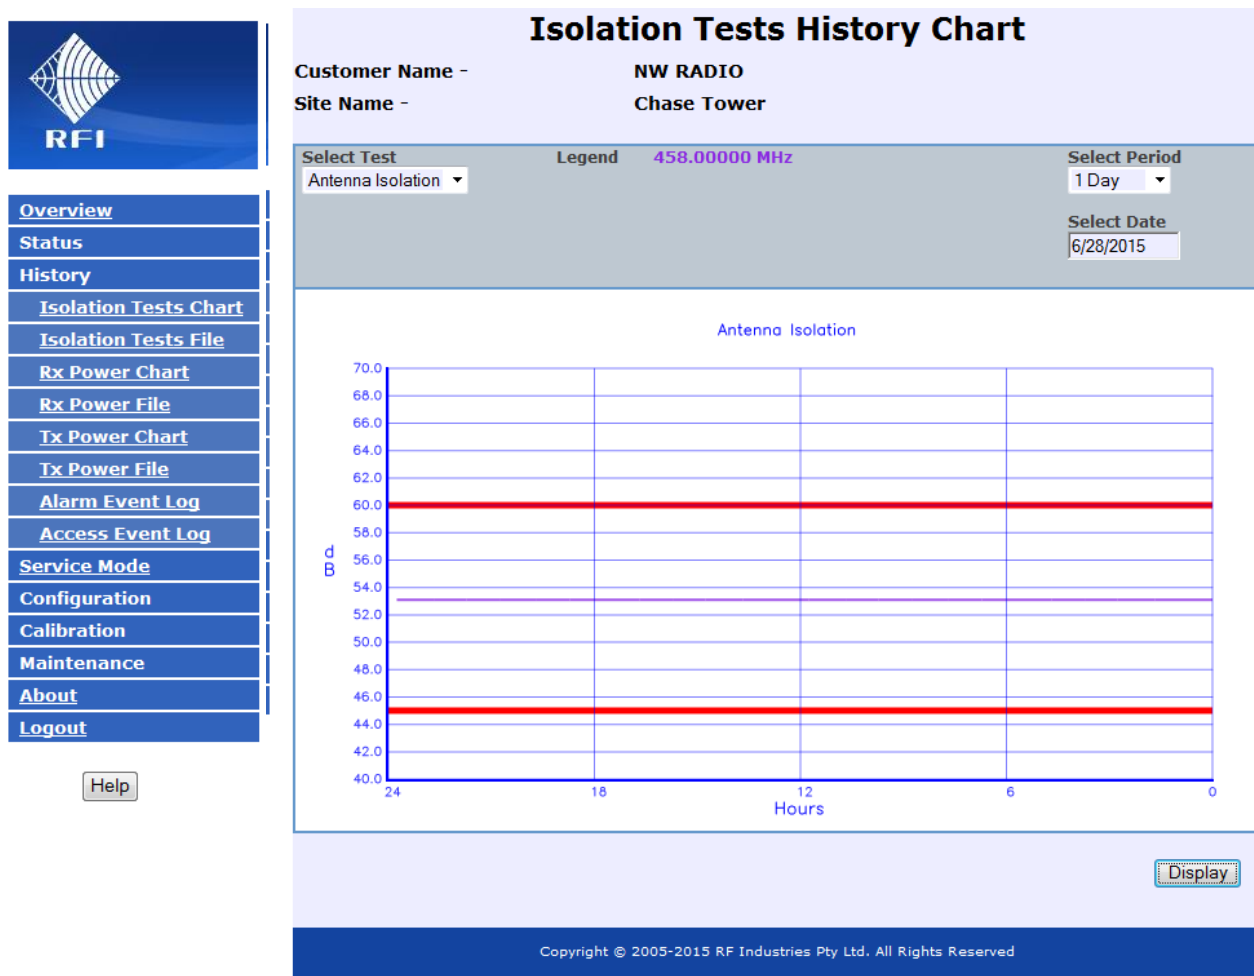 RFI
Overview
Status
History
Isolation Tests Chart
Isolation Tests File
Rx Power Chart
Rx Power File
Tx Power Chart
Tx Power File
Alarm Event Log
Access Event Log
Service Mode
Configuration
Calibration
Maintenance
About
Logout
Help
Isolation Tests History Chart
Customer Name - NW RADIO
Site Name - Chase Tower
Select Test Legend 458.00000 MHz Select Period
Antenna Isolation 1 Day
Select Date
6/28/2015
Antenna Isolation
70.0
68.0
66.0
64.0
62.0
60.0
58.0
56.0
54.0
52.0
50.0
48.0
46.0
44.0
42.0
40.0
dB
24 18 12 6 0
Hours
Display
Copyright © 2005-2015 RF Industries Pty Ltd. All Rights Reserved